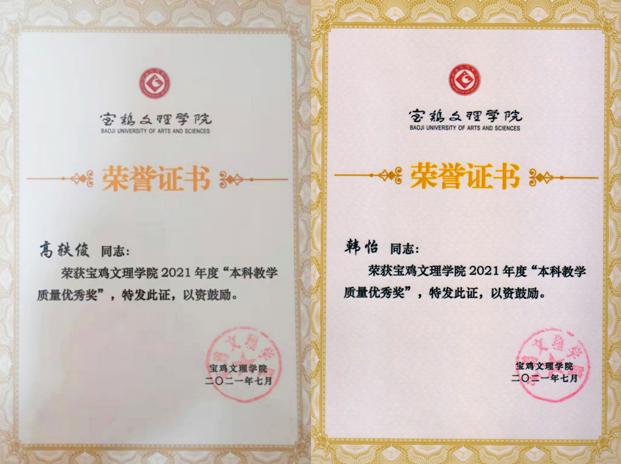 宝鸡文理学院
BAOJI UNIVERSITY OF ARTS AND SCIENCES
荣誉证书
高轶俊 同志：
荣获宝鸡文理学院 2021 年度“本科教学
质量优秀奖”，特发此证，以资鼓励。
宝鸡文理学院
二〇二一年七月
宝鸡文理学院
BAOJI UNIVERSITY OF ARTS AND SCIENCES
荣誉证书
韩怡 同志：
荣获宝鸡文理学院 2021 年度“本科教学
质量优秀奖”，特发此证，以资鼓励。
宝鸡文理学院
二〇二一年七月